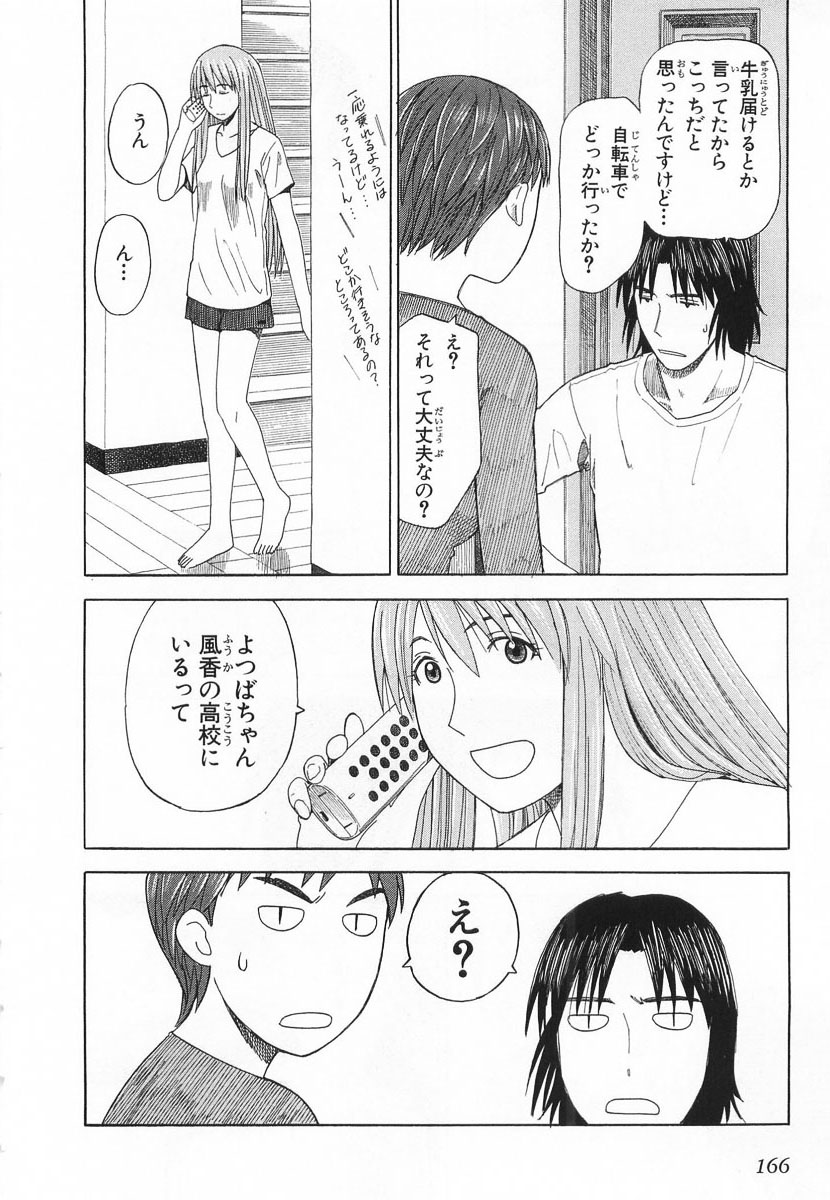 牛乳届けるとか
言ってたから
こっちだと
思ったんですけど…
自転車で
どっか行ったか?
え?
それって大丈夫なの?
一応乗れるようには
なってるけど…
うーん…
どこか行きそうな
ところってあるの?
うん
ん…
よつばちゃん
風香の高校に
いるって
え?
166